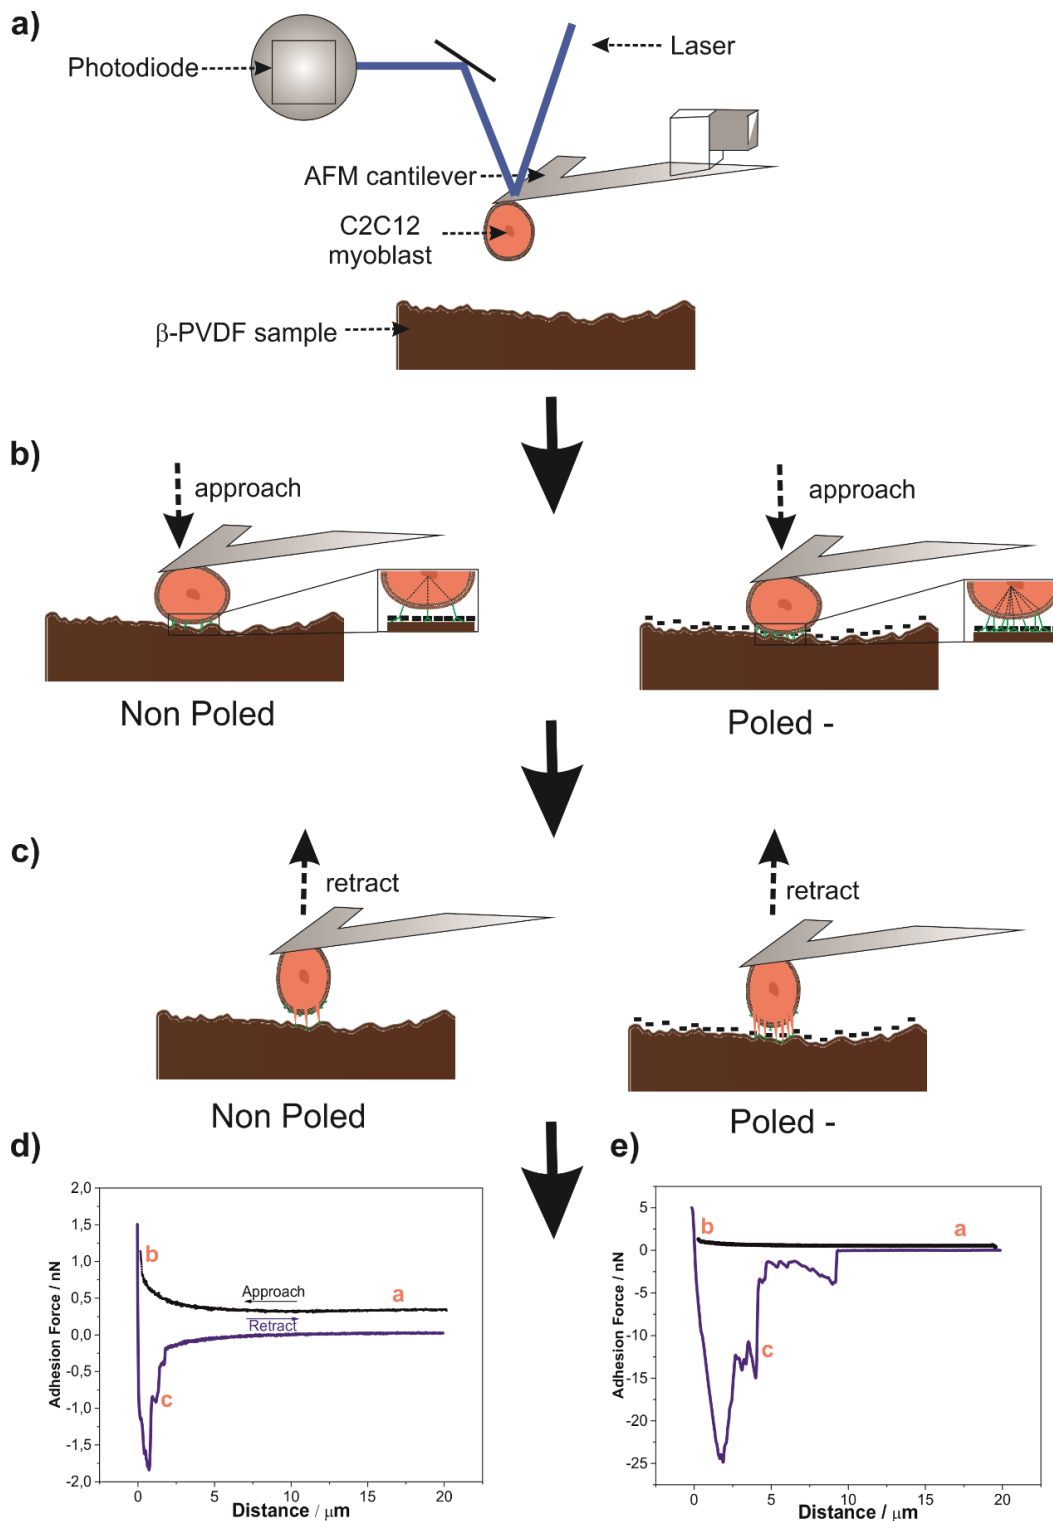 a)
Photodiode
Laser
AFM cantilever
C2C12
myoblast
β-PVDF sample
b)
approach
approach
Non Poled
Poled -
c)
retract
retract
Non Poled
Poled -
d)
e)
2,0
1,5
1,0
0,5
0,0
-0,5
-1,0
-1,5
-2,0
Adhesion Force / nN
b
Approach
a
Retract
c
0
5
10
15
20
Distance / μm
5
0
-5
-10
-15
-20
-25
Adhesion Force / nN
b
a
c
0
5
10
15
20
Distance / μm